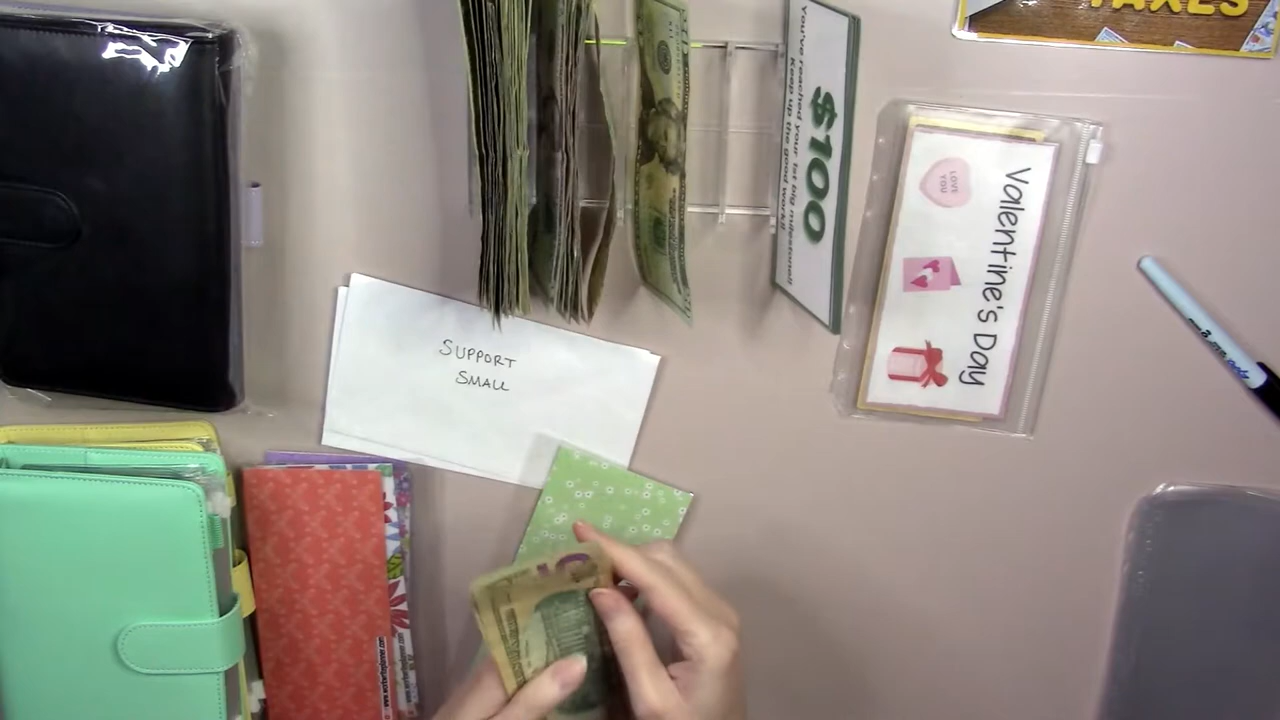 TAXES
$100
You've reached your 1st big milestone!!
Keep up the good work!!
Valentine's Day
LOVE
YOU
SUPPORT
SMALL